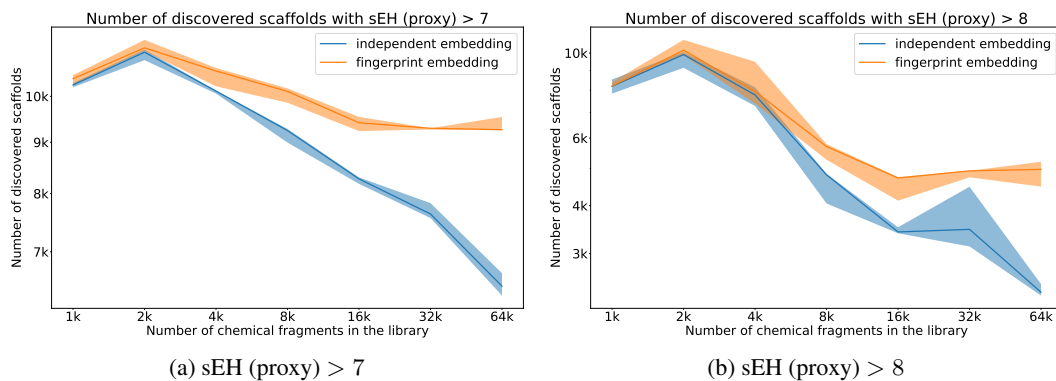 Number of discovered scaffolds with sEH (proxy) > 7
independent embedding
fingerprint embedding
Number of discovered scaffolds
10k
9k
8k
7k
1k 2k 4k 8k 16k 32k 64k
Number of chemical fragments in the library
(a) sEH (proxy) > 7
Number of discovered scaffolds with sEH (proxy) > 8
independent embedding
fingerprint embedding
Number of discovered scaffolds
10k
6k
4k
3k
1k 2k 4k 8k 16k 32k 64k
Number of chemical fragments in the library
(b) sEH (proxy) > 8